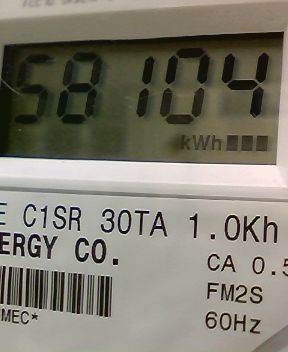 58104
kWh
E C1SR 30TA 1.0Kh
ERGY CO.
CA 0.5
FM2S
MEC*
60Hz